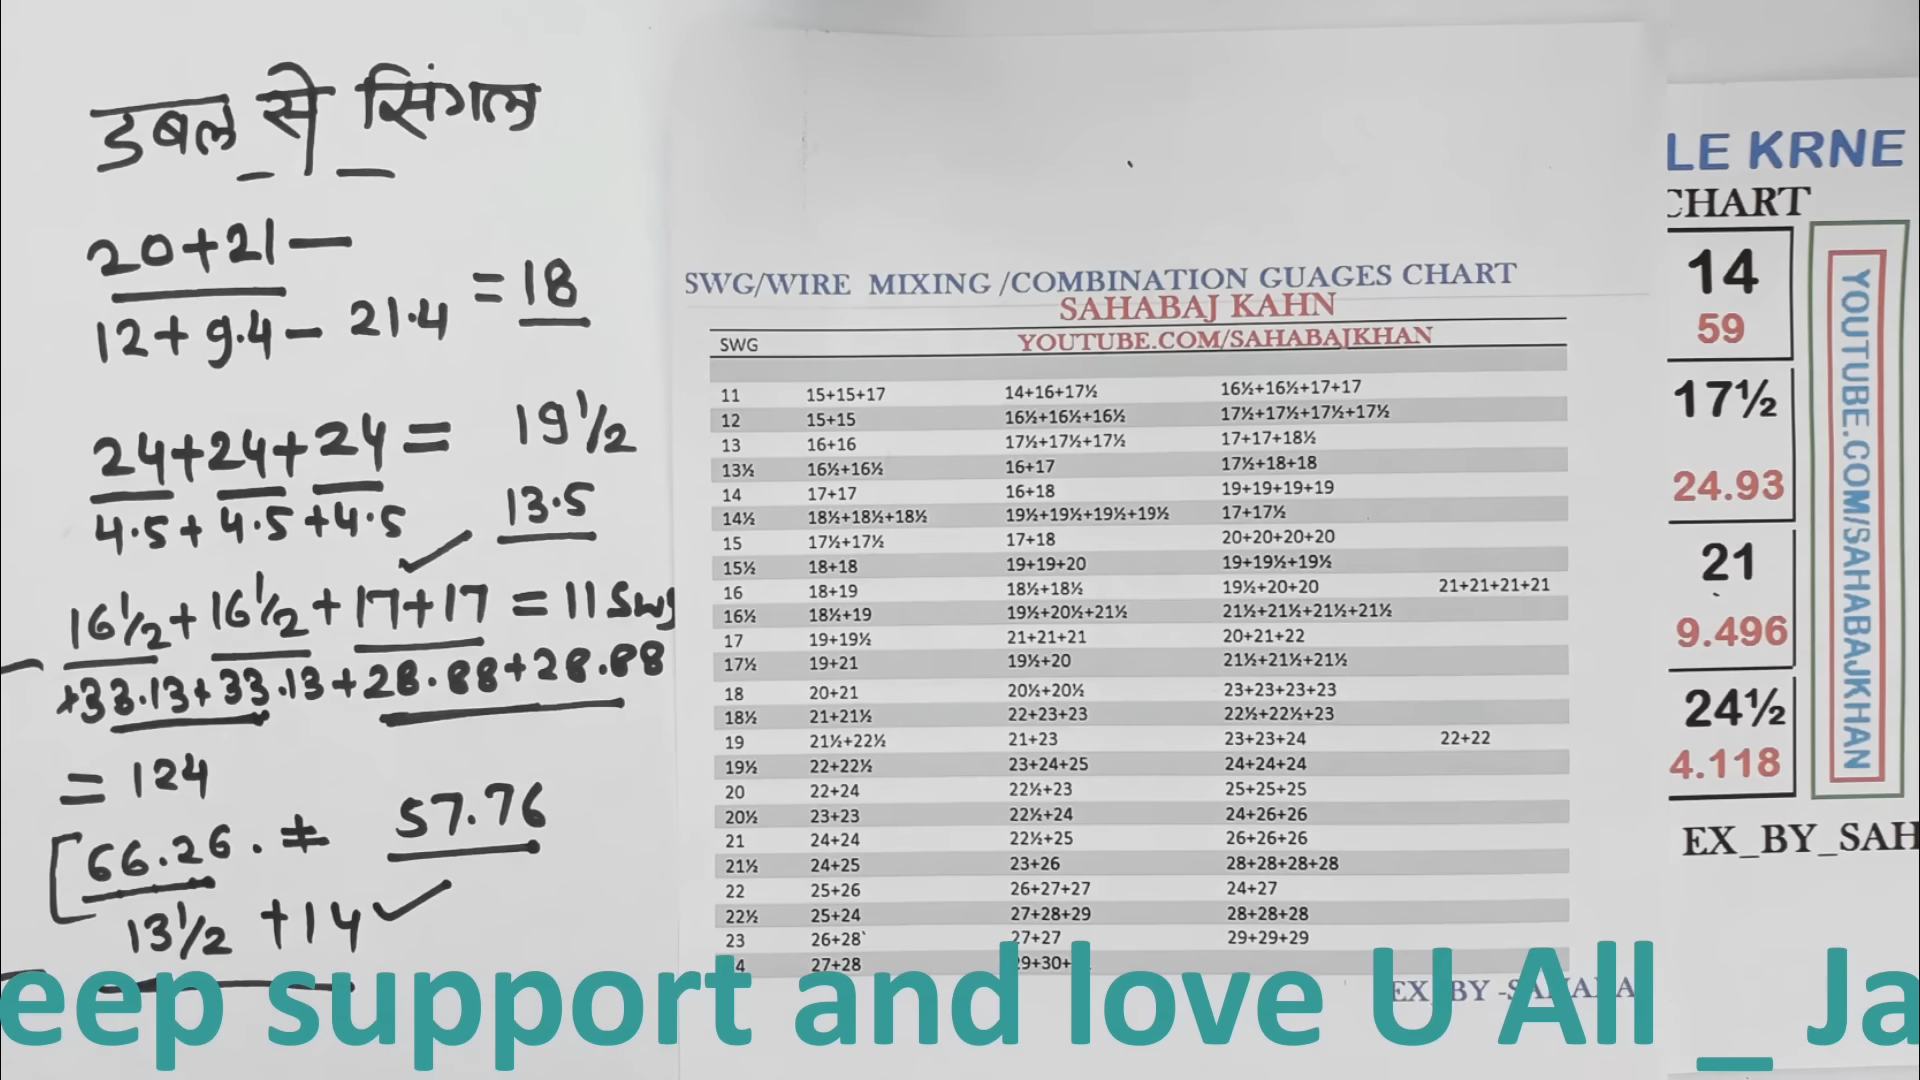 डबल से सिंगल
20+21—
12+9.4— 21.4 =18
24+24+24= 19½
4.5+4.5+4.5 13.5
16½+16½+17+17=11Swg
+33.13+33.13+28.88+28.88
= 124
66.26.≠ 57.76
13½ +14
SWG/WIRE MIXING /COMBINATION GUAGES CHART
SAHABAJ KAHN
SWG YOUTUBE.COM/SAHABAJKHAN
11 15+15+17 14+16+17½ 16½+16½+17+17
12 15+15 16½+16½+16½ 17½+17½+17½+17½
13 16+16 17½+17½+17½ 17+17+18½
13½ 16½+16½ 16+17 17½+18+18
14 17+17 16+18 19+19+19+19
14½ 18½+18½+18½ 19½+19½+19½+19½ 17+17½
15 17½+17½ 17+18 20+20+20+20
15½ 18+18 19+19+20 19+19½+19½
16 18+19 18½+18½ 19½+20+20 21+21+21+21
16½ 18½+19 19½+20½+21½ 21½+21½+21½+21½
17 19+19½ 21+21+21 20+21+22
17½ 19+21 19½+20 21½+21½+21½
18 20+21 20½+20½ 23+23+23+23
18½ 21+21½ 22+23+23 22½+22½+23
19 21½+22½ 21+23 23+23+24 22+22
19½ 22+22½ 23+24+25 24+24+24
20 22+24 22½+23 25+25+25
20½ 23+23 22½+24 24+26+26
21 24+24 22½+25 26+26+26
21½ 24+25 23+26 28+28+28+28
22 25+26 26+27+27 24+27
22½ 25+24 27+28+29 28+28+28
23 26+28` 27+27 29+29+29
4 27+28 29+30+
LE KRNE
CHART
14
59
17½
24.93
21
9.496
24½
4.118
YOUTUBE.COM/SAHABAJKHAN
EX_BY_SAH
eep support and love U All _ Ja